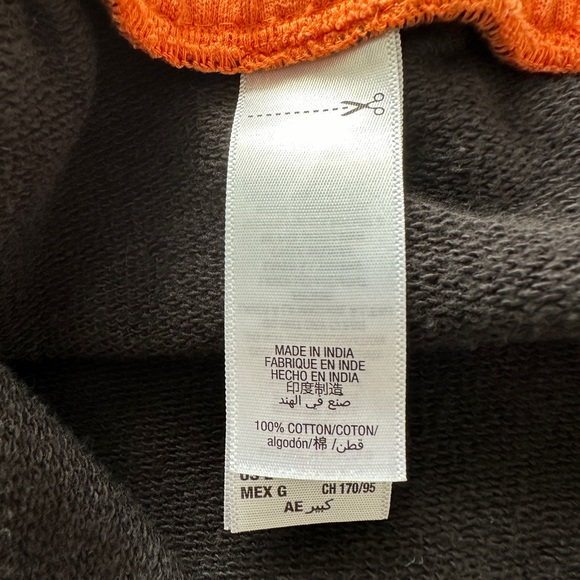 MADE IN INDIA
FABRIQUE EN INDE
HECHO EN INDIA
印度制造
صنع في الهند
100% COTTON/COTON/
algodón/棉 /قطن/
MEX G CH 170/95
AE كبير